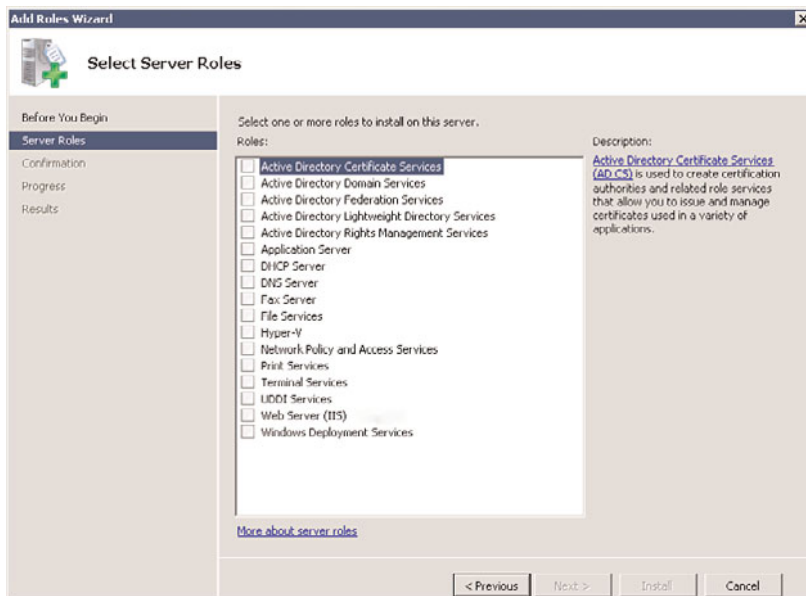 Add Roles Wizard
Select Server Roles
Before You Begin
Server Roles
Confirmation
Progress
Results
Select one or more roles to install on this server.
Roles:
Active Directory Certificate Services
Active Directory Domain Services
Active Directory Federation Services
Active Directory Lightweight Directory Services
Active Directory Rights Management Services
Application Server
DHCP Server
DNS Server
Fax Server
File Services
Hyper-V
Network Policy and Access Services
Print Services
Terminal Services
UDDI Services
Web Server (IIS)
Windows Deployment Services
More about server roles
Description:
Active Directory Certificate Services
(AD CS) is used to create certification
authorities and related role services
that allow you to issue and manage
certificates used in a variety of
applications.
< Previous
Next >
Install
Cancel